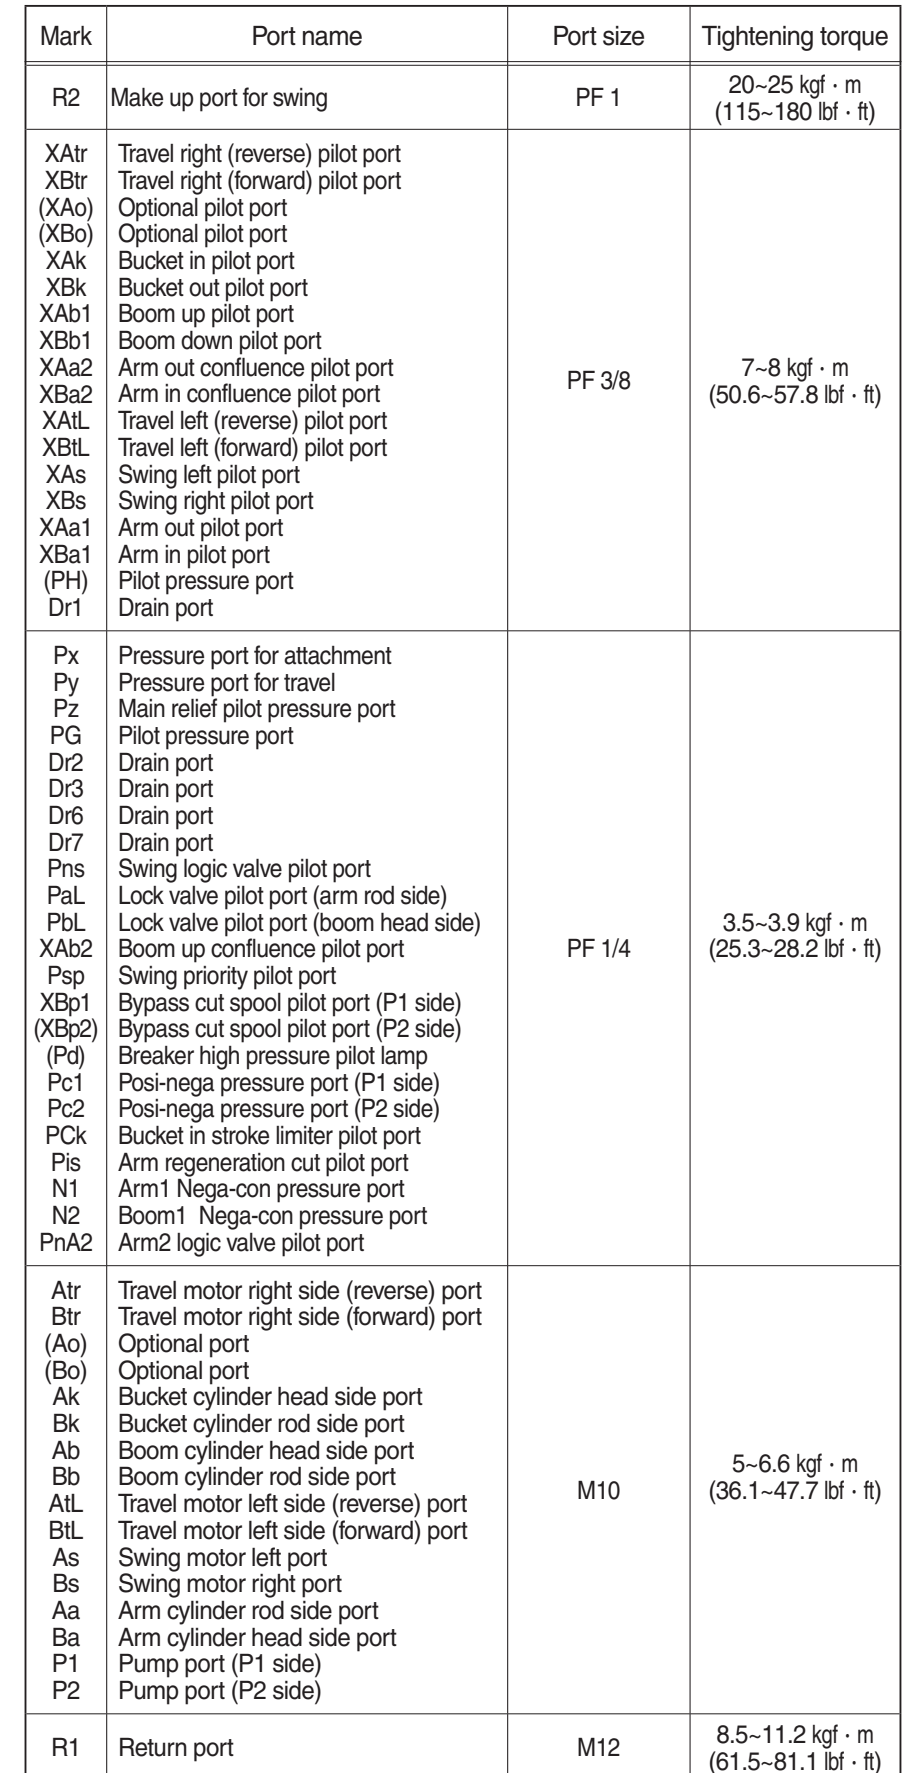 Mark Port name Port size Tightening torque
R2 Make up port for swing PF 1 20~25 kgf · m
(115~180 lbf · ft)
XAtr Travel right (reverse) pilot port
XBtr Travel right (forward) pilot port
(XAo) Optional pilot port
(XBo) Optional pilot port
XAk Bucket in pilot port
XBk Bucket out pilot port
XAb1 Boom up pilot port
XBb1 Boom down pilot port
XAa2 Arm out confluence pilot port
XBa2 Arm in confluence pilot port
XAtL Travel left (reverse) pilot port
XBtL Travel left (forward) pilot port
XAs Swing left pilot port
XBs Swing right pilot port
XAa1 Arm out pilot port
XBa1 Arm in pilot port
(PH) Pilot pressure port
Dr1 Drain port
PF 3/8
7~8 kgf · m
(50.6~57.8 lbf · ft)
Px Pressure port for attachment
Py Pressure port for travel
Pz Main relief pilot pressure port
PG Pilot pressure port
Dr2 Drain port
Dr3 Drain port
Dr6 Drain port
Dr7 Drain port
Pns Swing logic valve pilot port
PaL Lock valve pilot port (arm rod side)
PbL Lock valve pilot port (boom head side)
XAb2 Boom up confluence pilot port
Psp Swing priority pilot port
XBp1 Bypass cut spool pilot port (P1 side)
(XBp2) Bypass cut spool pilot port (P2 side)
(Pd) Breaker high pressure pilot lamp
Pc1 Posi-nega pressure port (P1 side)
Pc2 Posi-nega pressure port (P2 side)
PCk Bucket in stroke limiter pilot port
Pis Arm regeneration cut pilot port
N1 Arm1 Nega-con pressure port
N2 Boom1 Nega-con pressure port
PnA2 Arm2 logic valve pilot port
PF 1/4
3.5~3.9 kgf · m
(25.3~28.2 lbf · ft)
Atr Travel motor right side (reverse) port
Btr Travel motor right side (forward) port
(Ao) Optional port
(Bo) Optional port
Ak Bucket cylinder head side port
Bk Bucket cylinder rod side port
Ab Boom cylinder head side port
Bb Boom cylinder rod side port
AtL Travel motor left side (reverse) port
BtL Travel motor left side (forward) port
As Swing motor left port
Bs Swing motor right port
Aa Arm cylinder rod side port
Ba Arm cylinder head side port
P1 Pump port (P1 side)
P2 Pump port (P2 side)
M10
5~6.6 kgf · m
(36.1~47.7 lbf · ft)
R1 Return port M12 8.5~11.2 kgf · m
(61.5~81.1 lbf · ft)